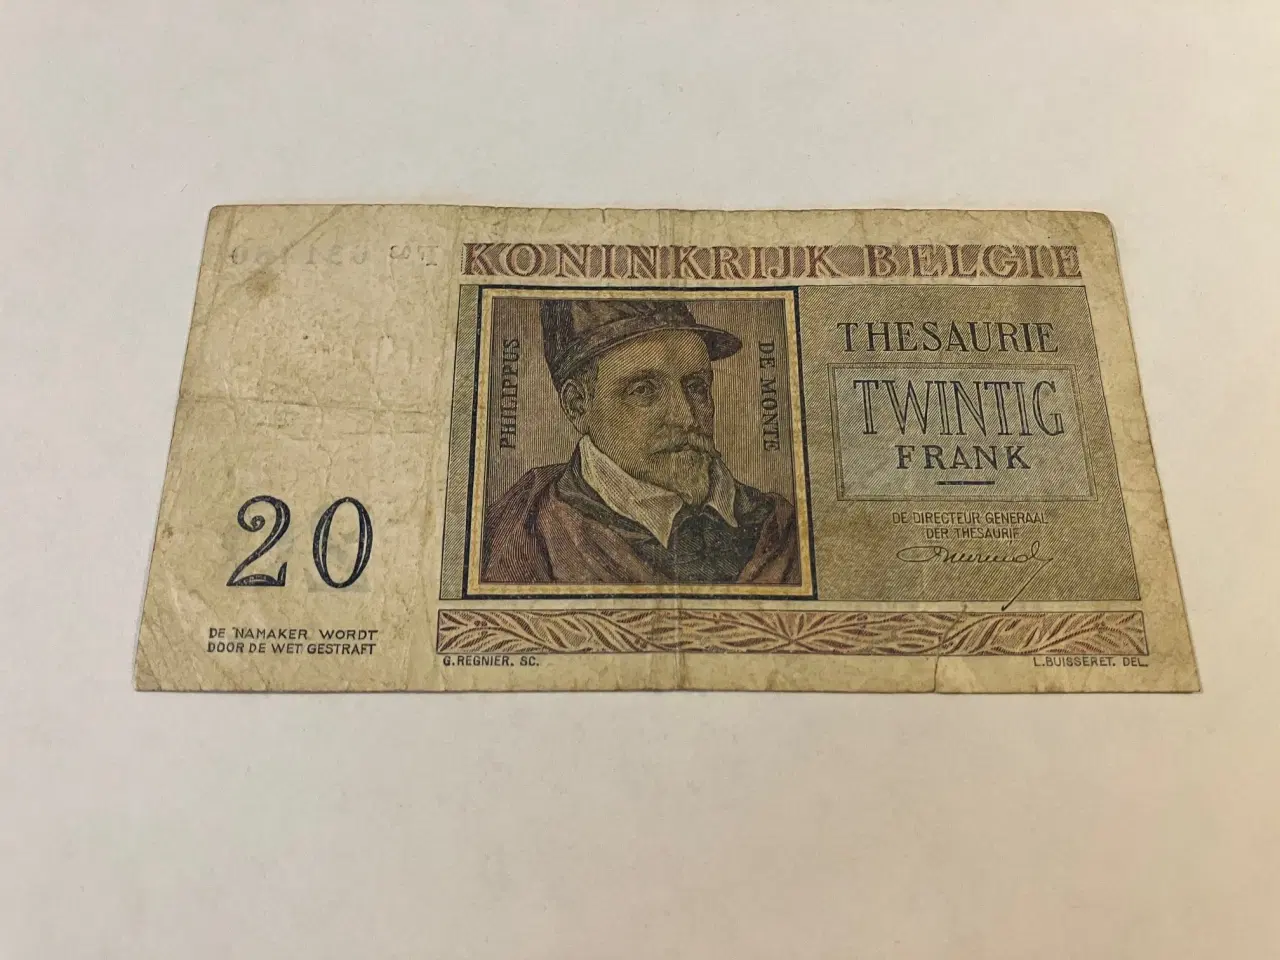 KONINKRIJK BELGIE
PHILIPPUS
DE MONTE
THESAURIE
TWINTIG
FRANK
DE DIRECTEUR GENERAAL
DER THESAURIE
20
DE NAMAKER WORDT
DOOR DE WET GESTRAFT
G.REGNIER. SC.
L.BUISSERET. DEL.